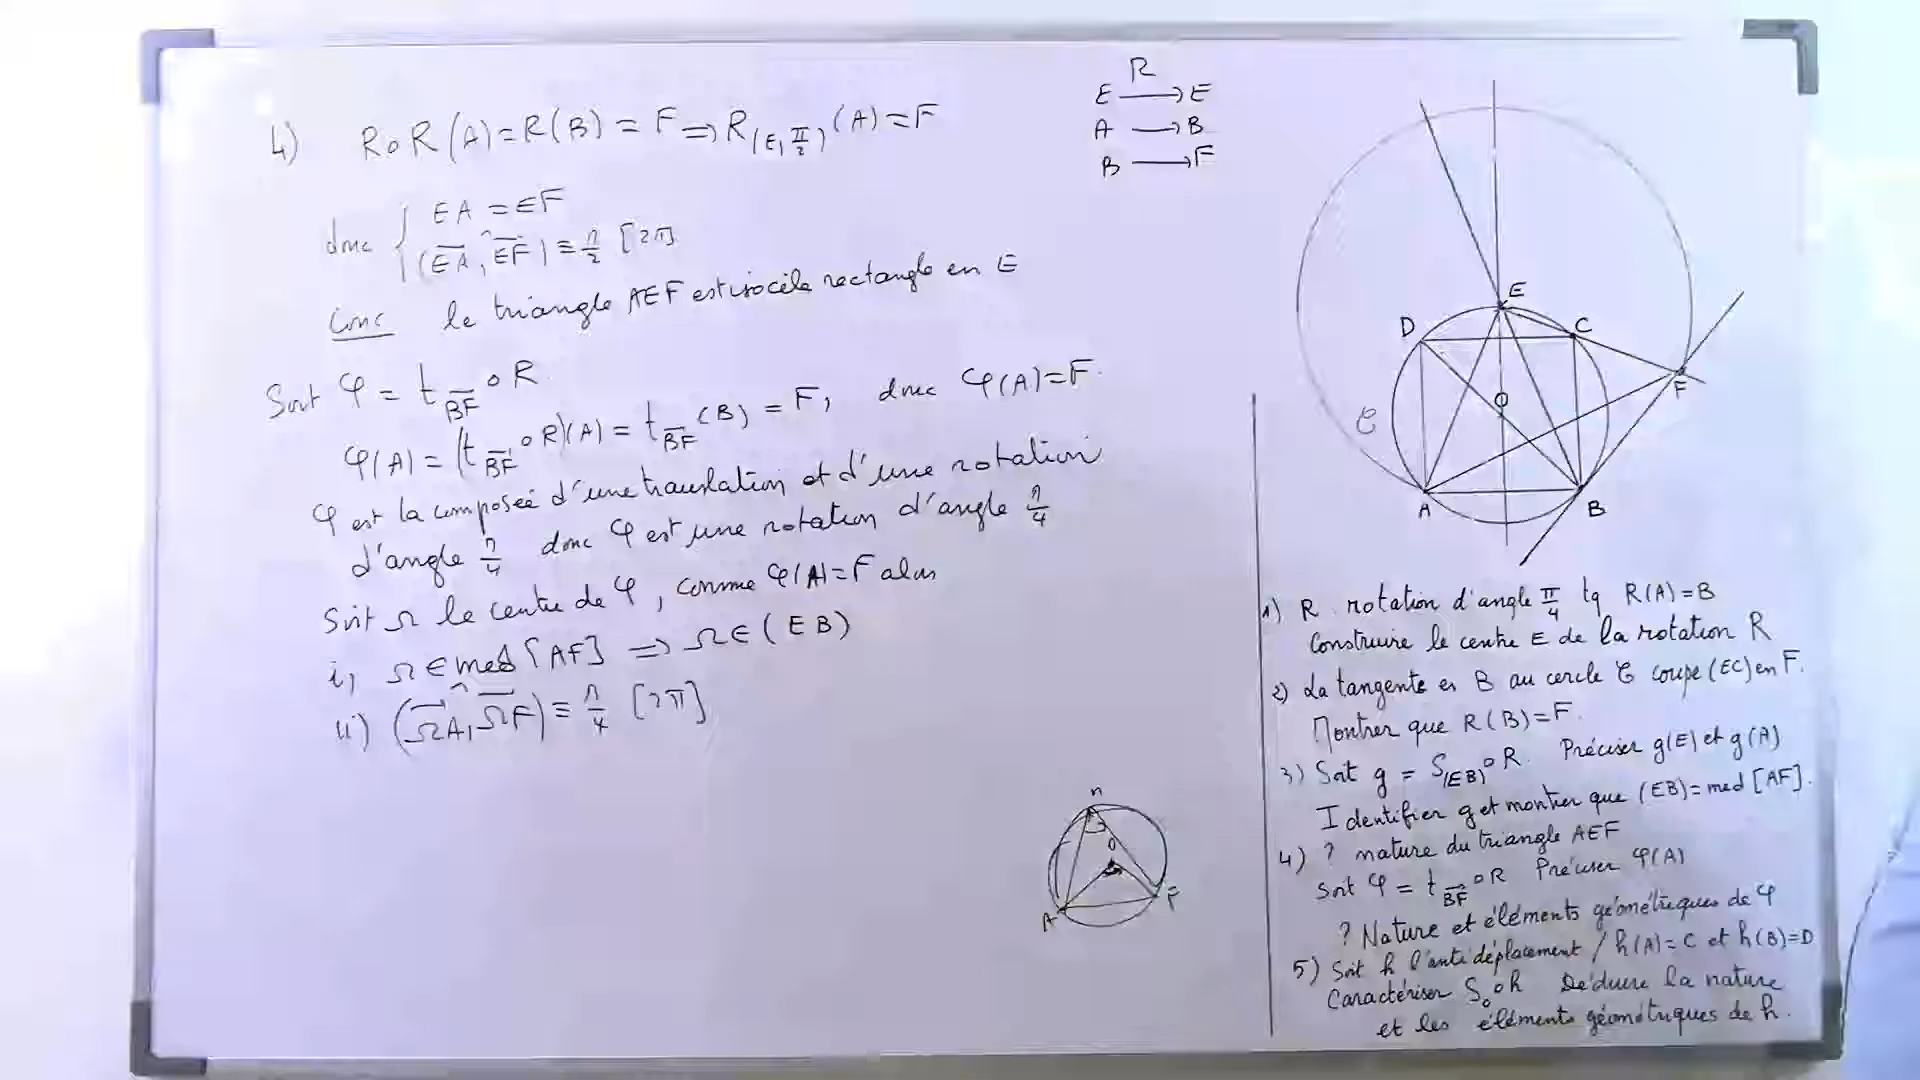 4) RoR(A)=R(B)=F⇒R(E,π/2)(A)=F
donc { EA=EF
(EA,EF)≡π/2 [2π]
Conc le triangle AEF est isocèle rectangle en E
Soit φ = t BF o R
φ(A) = (t BF o R)(A) = t BF (B) = F, donc φ(A)=F.
φ est la composée d'une translation et d'une rotation
d'angle π/4 donc φ est une rotation d'angle π/4
Soit Ω le centre de φ, comme φ(A)=F alors
i, Ω∈med[AF] ⇒ Ω∈(EB)
ii) (ΩA,ΩF)≡π/4 [2π]
R
E → E
A → B
B → F
E
D
C
F
O
C
A
B
O
A
F
1) R rotation d'angle π/4 tq R(A)=B
Construire le centre E de la rotation R
2) La tangente en B au cercle C coupe (EC) en F.
Montrer que R(B)=F.
3) Soit g = S(EB) o R. Préciser g(E) et g(A)
Identifier g et montrer que (EB)=med[AF].
4) ? nature du triangle AEF
Soit φ = t BF o R Préciser φ(A)
? Nature et éléments géométriques de φ
5) Soit h l'antidéplacement / h(A)=C et h(B)=D
Caractériser S₀oh Déduire la nature
et les éléments géométriques de h.